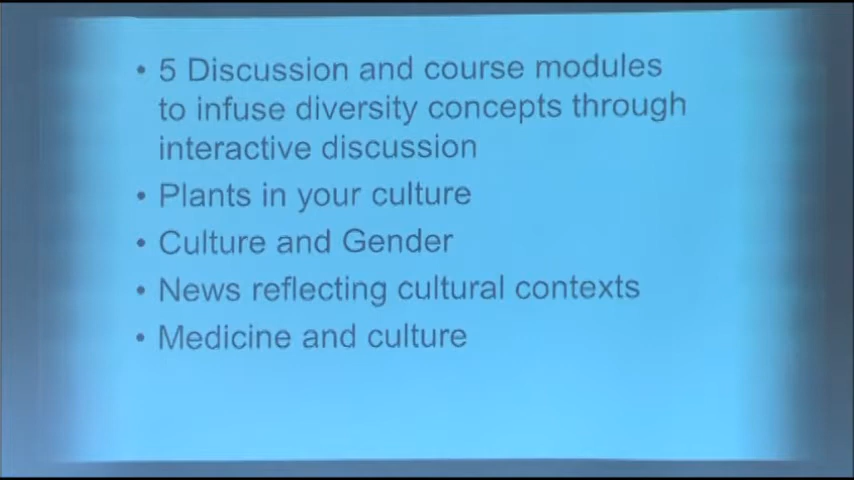 • 5 Discussion and course modules
to infuse diversity concepts through
interactive discussion
• Plants in your culture
• Culture and Gender
• News reflecting cultural contexts
• Medicine and culture